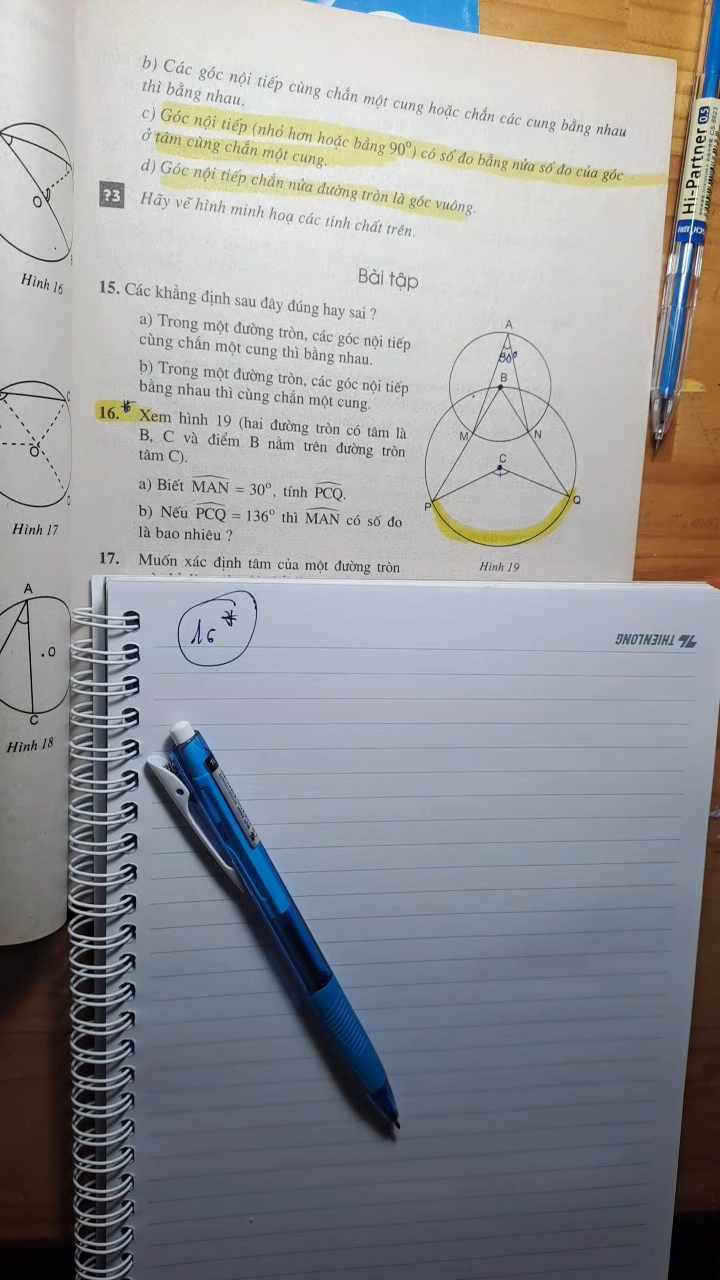 b) Các góc nội tiếp cùng chắn một cung hoặc chắn các cung bằng nhau
thì bằng nhau.
c) Góc nội tiếp (nhỏ hơn hoặc bằng 90°) có số đo bằng nửa số đo của góc
ở tâm cùng chắn một cung.
d) Góc nội tiếp chắn nửa đường tròn là góc vuông.
?3 Hãy vẽ hình minh hoạ các tính chất trên.
Bài tập
15. Các khẳng định sau đây đúng hay sai ?
a) Trong một đường tròn, các góc nội tiếp
cùng chắn một cung thì bằng nhau.
b) Trong một đường tròn, các góc nội tiếp
bằng nhau thì cùng chắn một cung.
16.* Xem hình 19 (hai đường tròn có tâm là
B, C và điểm B nằm trên đường tròn
tâm C).
a) Biết MAN = 30°, tính PCQ.
b) Nếu PCQ = 136° thì MAN có số đo
là bao nhiêu ?
17. Muốn xác định tâm của một đường tròn
A
30°
B
M
N
C
P
Q
Hình 19
O
Hình 16
O
Hình 17
A
.O
C
Hình 18
16*
THIENLONG
Hi-Partner 0.5